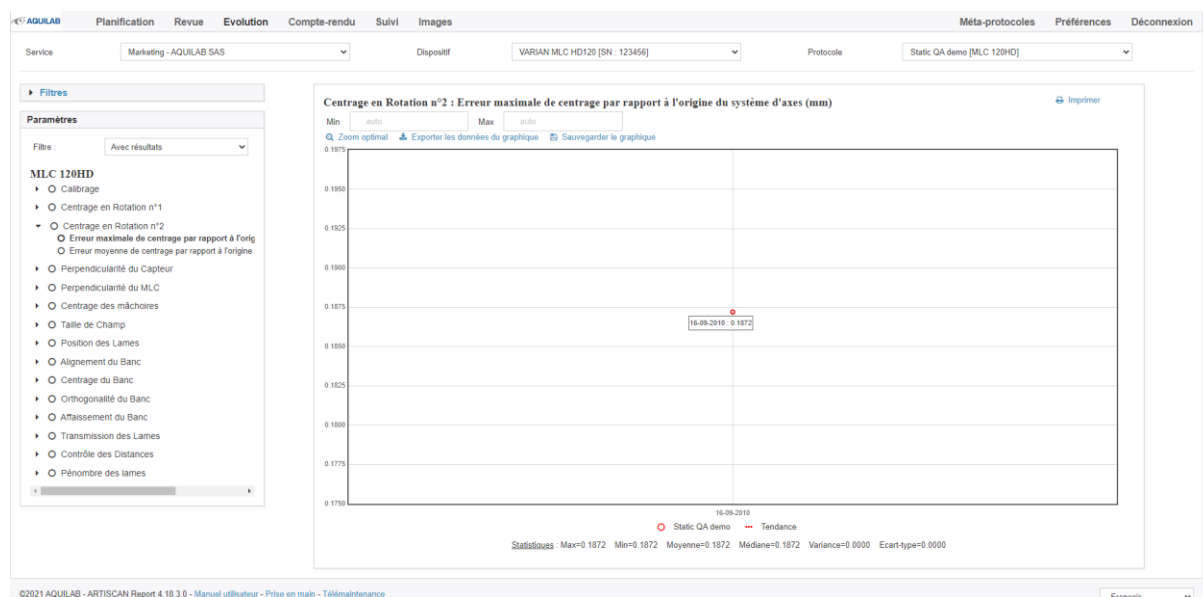 AQUILAB Planification Revue Evolution Compte-rendu Suivi Images Méta-protocoles Préférences Déconnexion
Service Marketing - AQUILAB SAS Dispositif VARIAN MLC HD120 [SN : 123456] Protocole Static QA demo [MLC 120HD]
Filtres
Paramètres
Filtre : Avec résultats
MLC 120HD
Calibrage
Centrage en Rotation n°1
Centrage en Rotation n°2
Erreur maximale de centrage par rapport à l'orig
Erreur moyenne de centrage par rapport à l'origine
Perpendicularité du Capteur
Perpendicularité du MLC
Centrage des mâchoires
Taille de Champ
Position des Lames
Alignement du Banc
Centrage du Banc
Orthogonalité du Banc
Affaissement du Banc
Transmission des Lames
Contrôle des Distances
Pénombre des lames
Centrage en Rotation n°2 : Erreur maximale de centrage par rapport à l'origine du système d'axes (mm)
Imprimer
Min auto Max auto
Zoom optimal Exporter les données du graphique Sauvegarder le graphique
0.1975
0.1950
0.1925
0.1900
0.1875
16-09-2010 : 0.1872
0.1850
0.1825
0.1800
0.1775
0.1750
16-09-2010
Static QA demo Tendance
Statistiques : Max=0.1872 Min=0.1872 Moyenne=0.1872 Médiane=0.1872 Variance=0.0000 Ecart-type=0.0000
©2021 AQUILAB - ARTISCAN Report 4.18.3.0 - Manuel utilisateur - Prise en main - Télémaintenance
Français